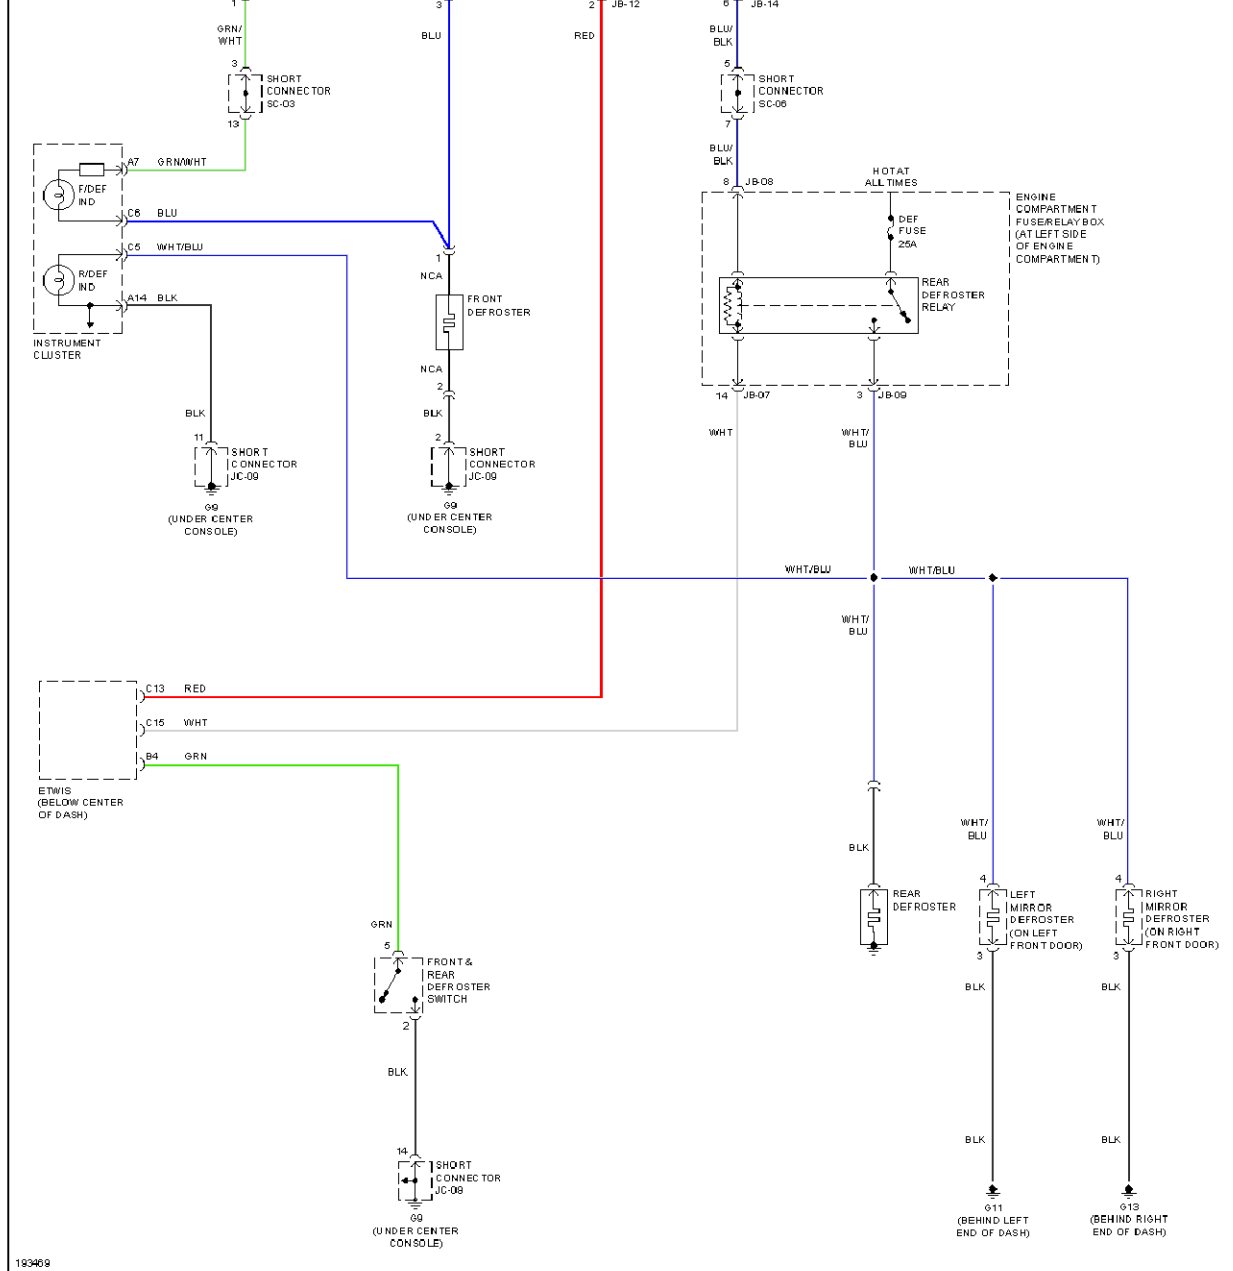 1
3
2 JB-12
6 JB-14
GRN/
WHT
BLU
RED
BLU/
BLK
3
SHORT
CONNECTOR
SC-03
13
5
SHORT
CONNECTOR
SC-06
7
BLU/
BLK
A7 GRN/WHT
F/DEF
IND
C6 BLU
C5 WHT/BLU
R/DEF
IND
A14 BLK
INSTRUMENT
CLUSTER
8 JB-08
HOT AT
ALL TIMES
DEF
FUSE
25A
ENGINE
COMPARTMENT
FUSE/RELAY BOX
(AT LEFT SIDE
OF ENGINE
COMPARTMENT)
REAR
DEFROSTER
RELAY
1
NCA
FRONT
DEFROSTER
NCA
2
BLK
2
SHORT
CONNECTOR
JC-09
G9
(UNDER CENTER
CONSOLE)
BLK
11
SHORT
CONNECTOR
JC-09
G9
(UNDER CENTER
CONSOLE)
14 JB-07
3 JB-09
WHT
WHT/
BLU
WHT/BLU
WHT/BLU
WHT/
BLU
C13 RED
C15 WHT
B4 GRN
ETWIS
(BELOW CENTER
OF DASH)
GRN
5
FRONT &
REAR
DEFROSTER
SWITCH
2
BLK
14
SHORT
CONNECTOR
JC-09
G9
(UNDER CENTER
CONSOLE)
BLK
REAR
DEFROSTER
WHT/
BLU
4
LEFT
MIRROR
DEFROSTER
(ON LEFT
FRONT DOOR)
3
BLK
BLK
G11
(BEHIND LEFT
END OF DASH)
WHT/
BLU
4
RIGHT
MIRROR
DEFROSTER
(ON RIGHT
FRONT DOOR)
3
BLK
BLK
G13
(BEHIND RIGHT
END OF DASH)
193469